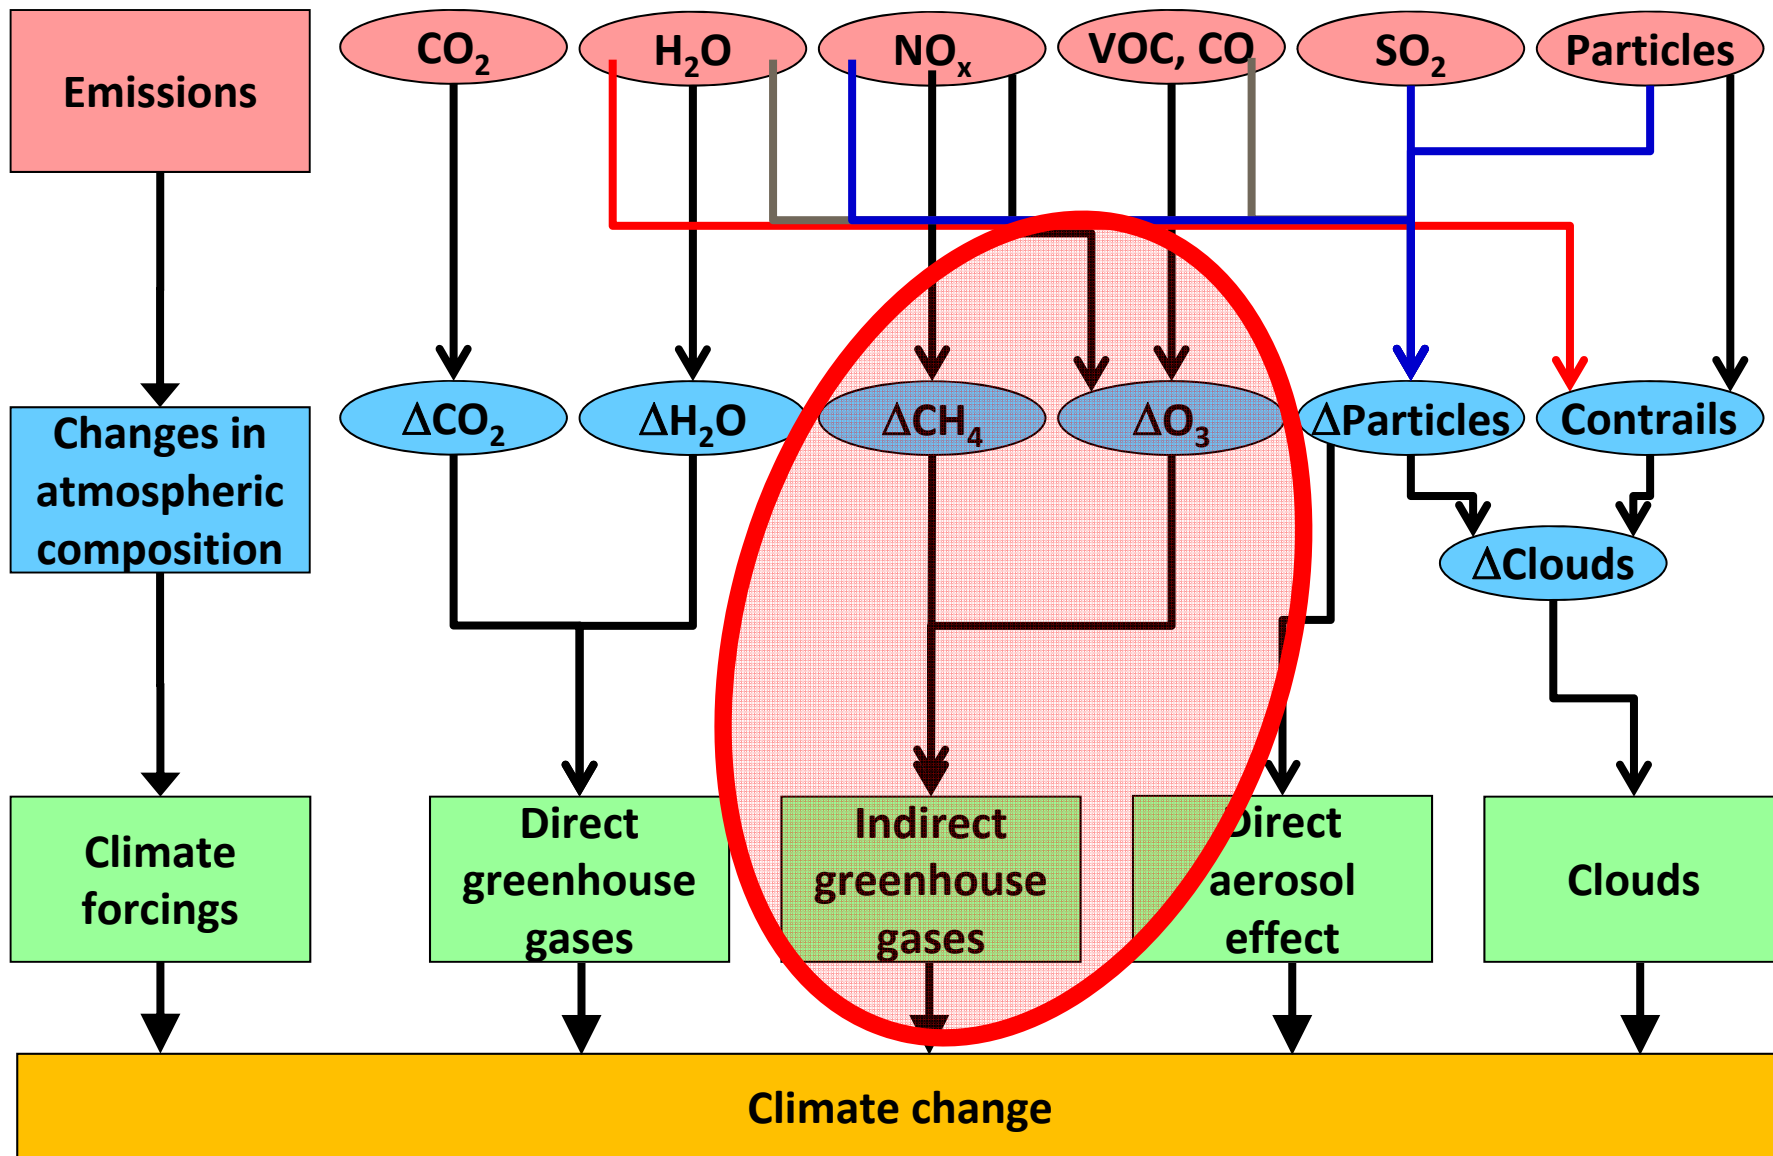 Emissions
CO₂
H₂O
NOₓ
VOC, CO
SO₂
Particles
Changes in
atmospheric
composition
ΔCO₂
ΔH₂O
ΔCH₄
ΔO₃
ΔParticles
Contrails
ΔClouds
Climate
forcings
Direct
greenhouse
gases
Indirect
greenhouse
gases
Direct
aerosol
effect
Clouds
Climate change